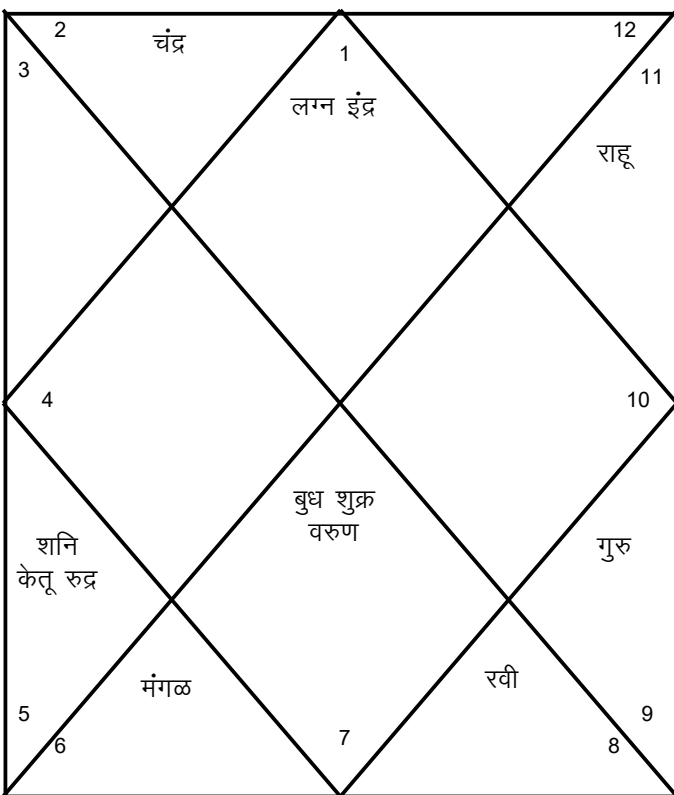 2
चंद्र
12
3
1
11
लग्न इंद्र
राहू
4
10
बुध शुक्र
वरुण
शनि
केतू रुद्र
गुरु
मंगळ
रवी
5
6
7
8
9